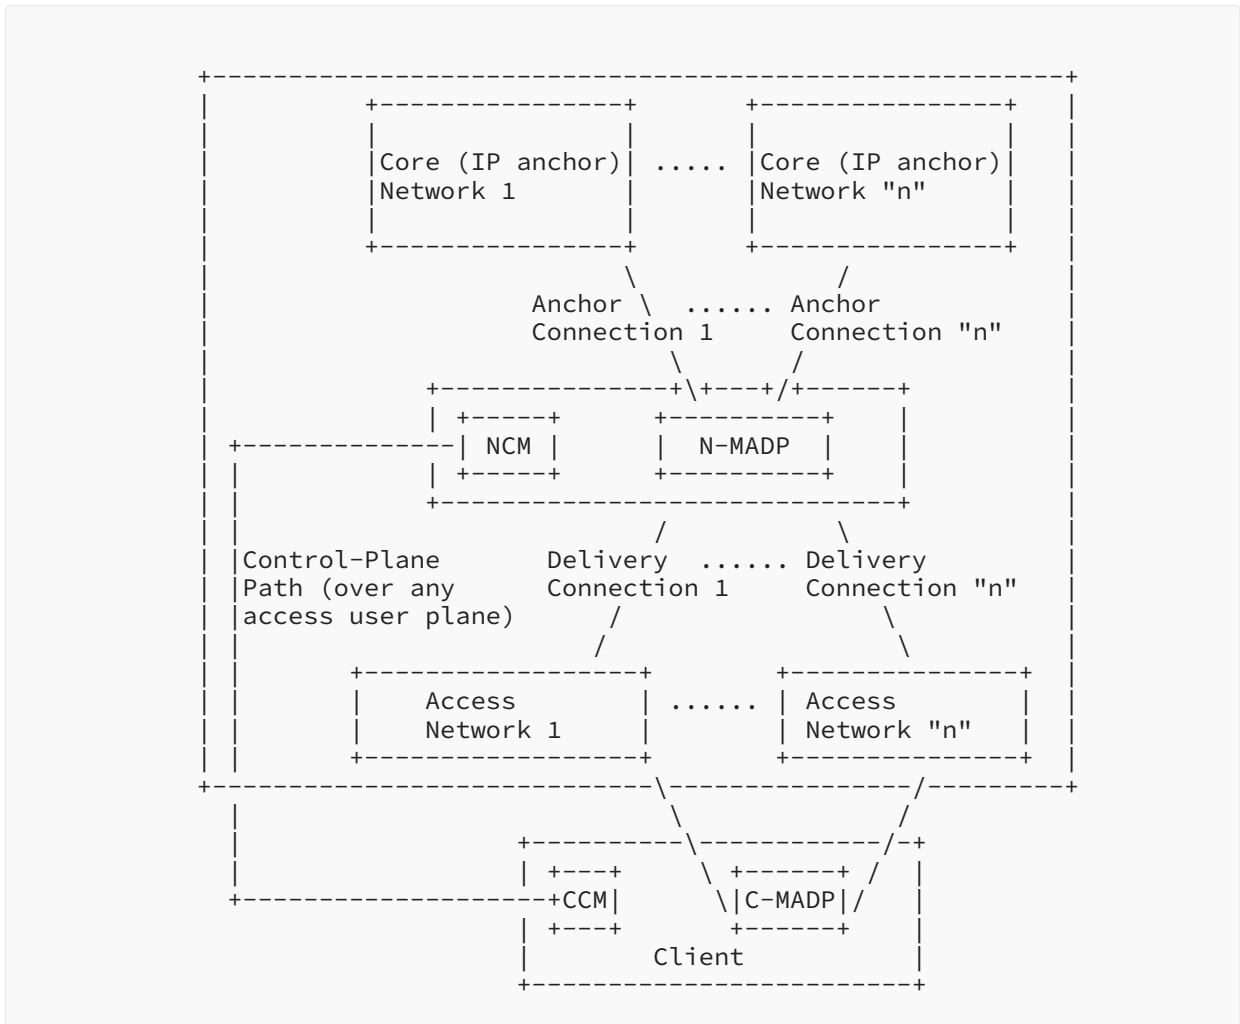 Core (IP anchor) ..... Core (IP anchor)
Network 1 Network "n"
Anchor ...... Anchor
Connection 1 Connection "n"
NCM N-MADP
Control-Plane Delivery ...... Delivery
Path (over any Connection 1 Connection "n"
access user plane)
Access ...... Access
Network 1 Network "n"
CCM C-MADP
Client